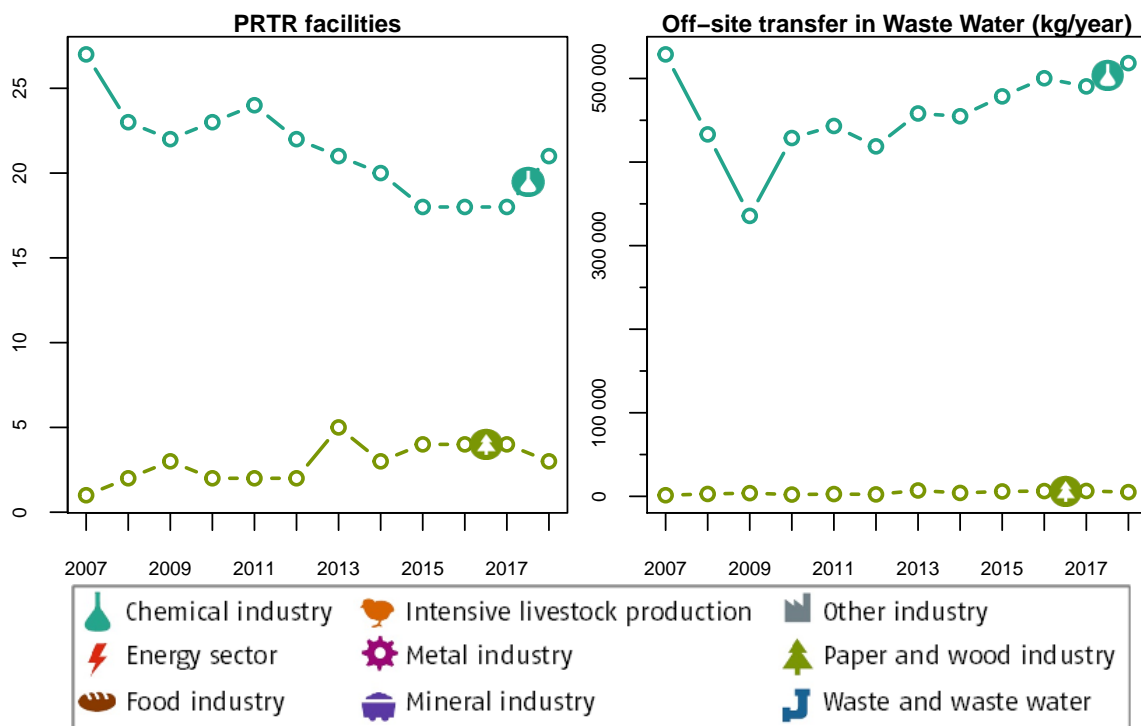 PRTR facilities
Off−site transfer in Waste Water (kg/year)
25
20
15
10
5
0
500 000
300 000
100 000
0
2007 2009 2011 2013 2015 2017
2007 2009 2011 2013 2015 2017
Chemical industry Intensive livestock production Other industry
Energy sector Metal industry Paper and wood industry
Food industry Mineral industry Waste and waste water